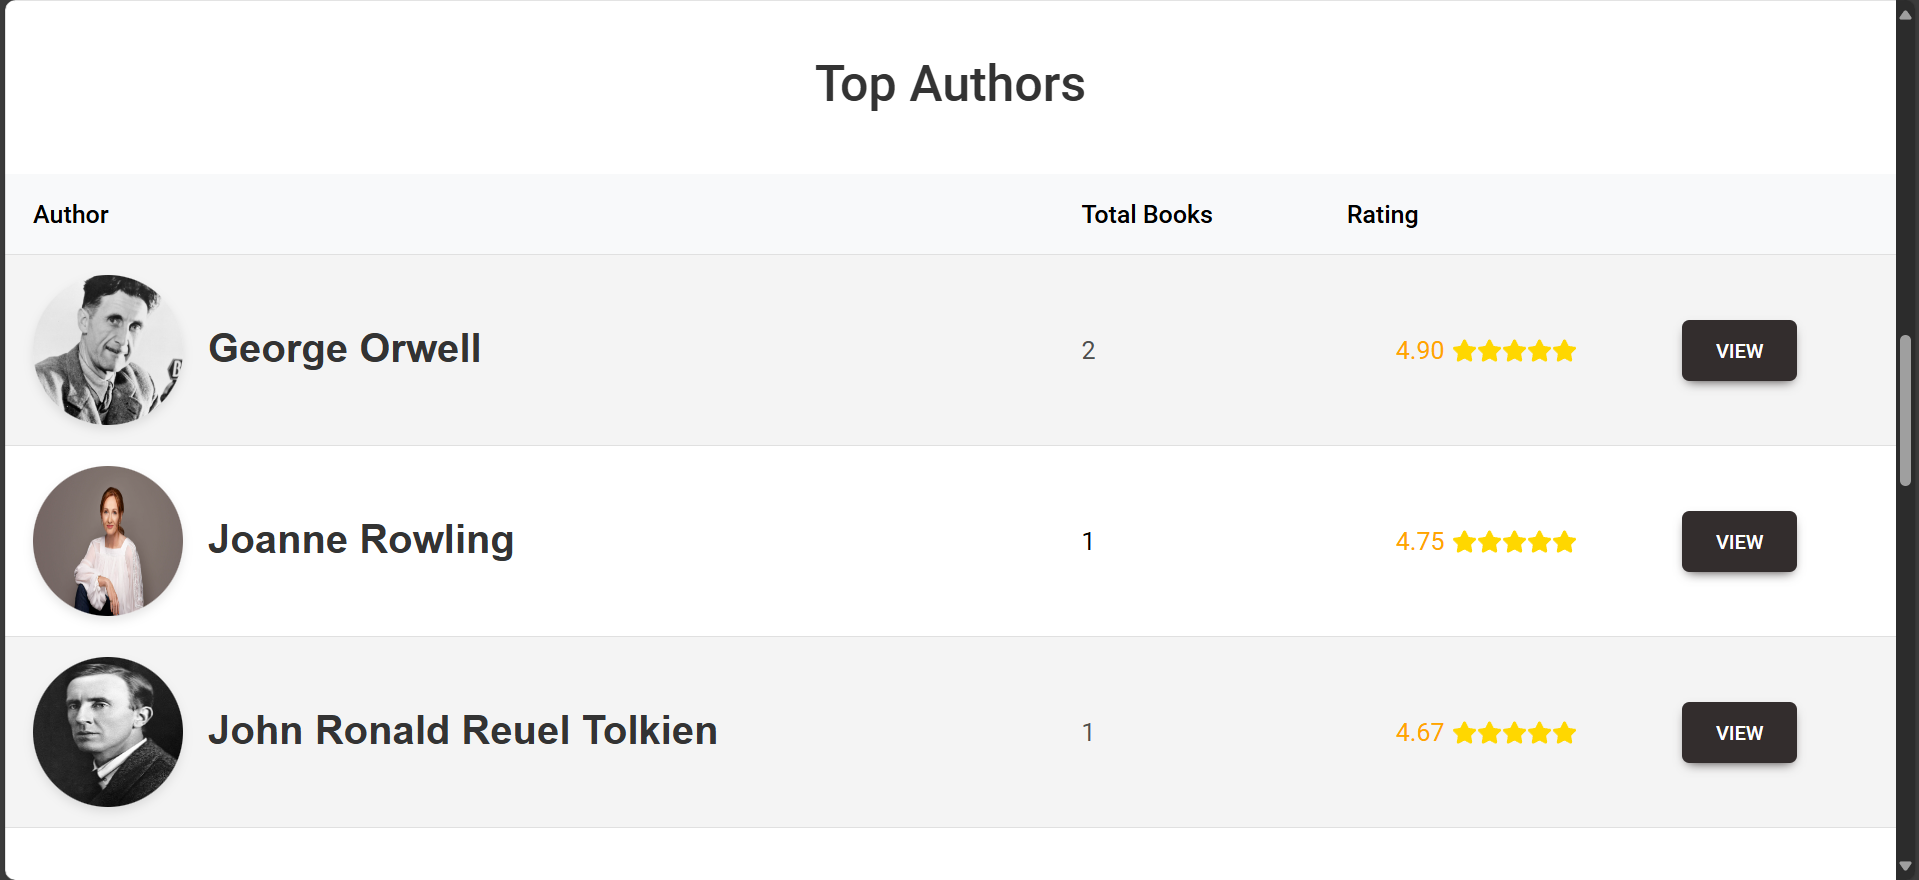 Top Authors
Author Total Books Rating
George Orwell 2 4.90 VIEW
Joanne Rowling 1 4.75 VIEW
John Ronald Reuel Tolkien 1 4.67 VIEW